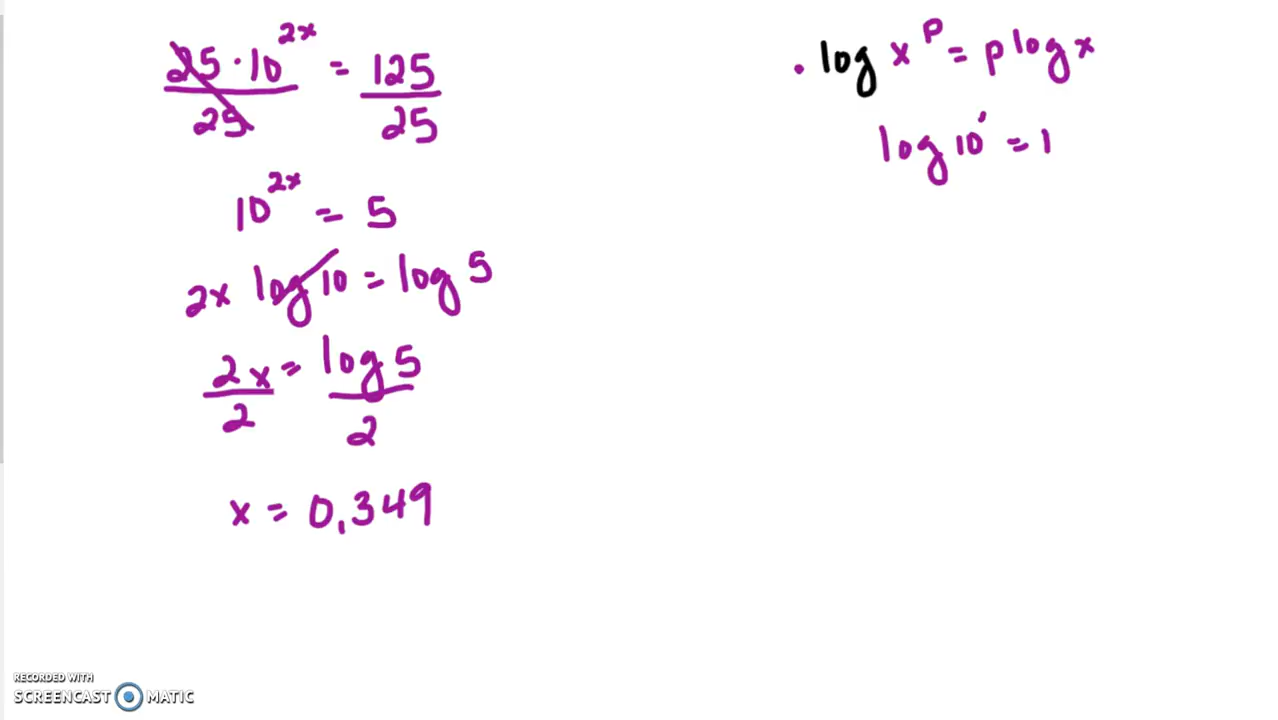 25 · 10^{2x} / 25 = 125 / 25
10^{2x} = 5
2x log 10 = log 5
2x / 2 = log 5 / 2
x = 0,349
· log x^p = p log x
log 10^1 = 1
RECORDED WITH
SCREENCAST MATIC